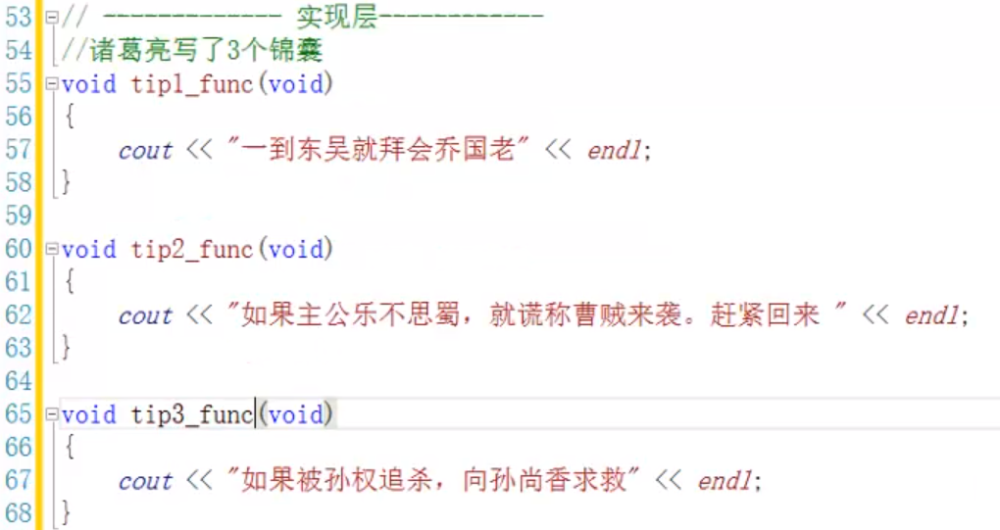 53 // ------------- 实现层------------
54 //诸葛亮写了3个锦囊
55 void tip1_func(void)
56 {
57 cout << "一到东吴就拜会乔国老" << endl;
58 }
59
60 void tip2_func(void)
61 {
62 cout << "如果主公乐不思蜀，就谎称曹贼来袭。赶紧回来 " << endl;
63 }
64
65 void tip3_func(void)
66 {
67 cout << "如果被孙权追杀，向孙尚香求救" << endl;
68 }